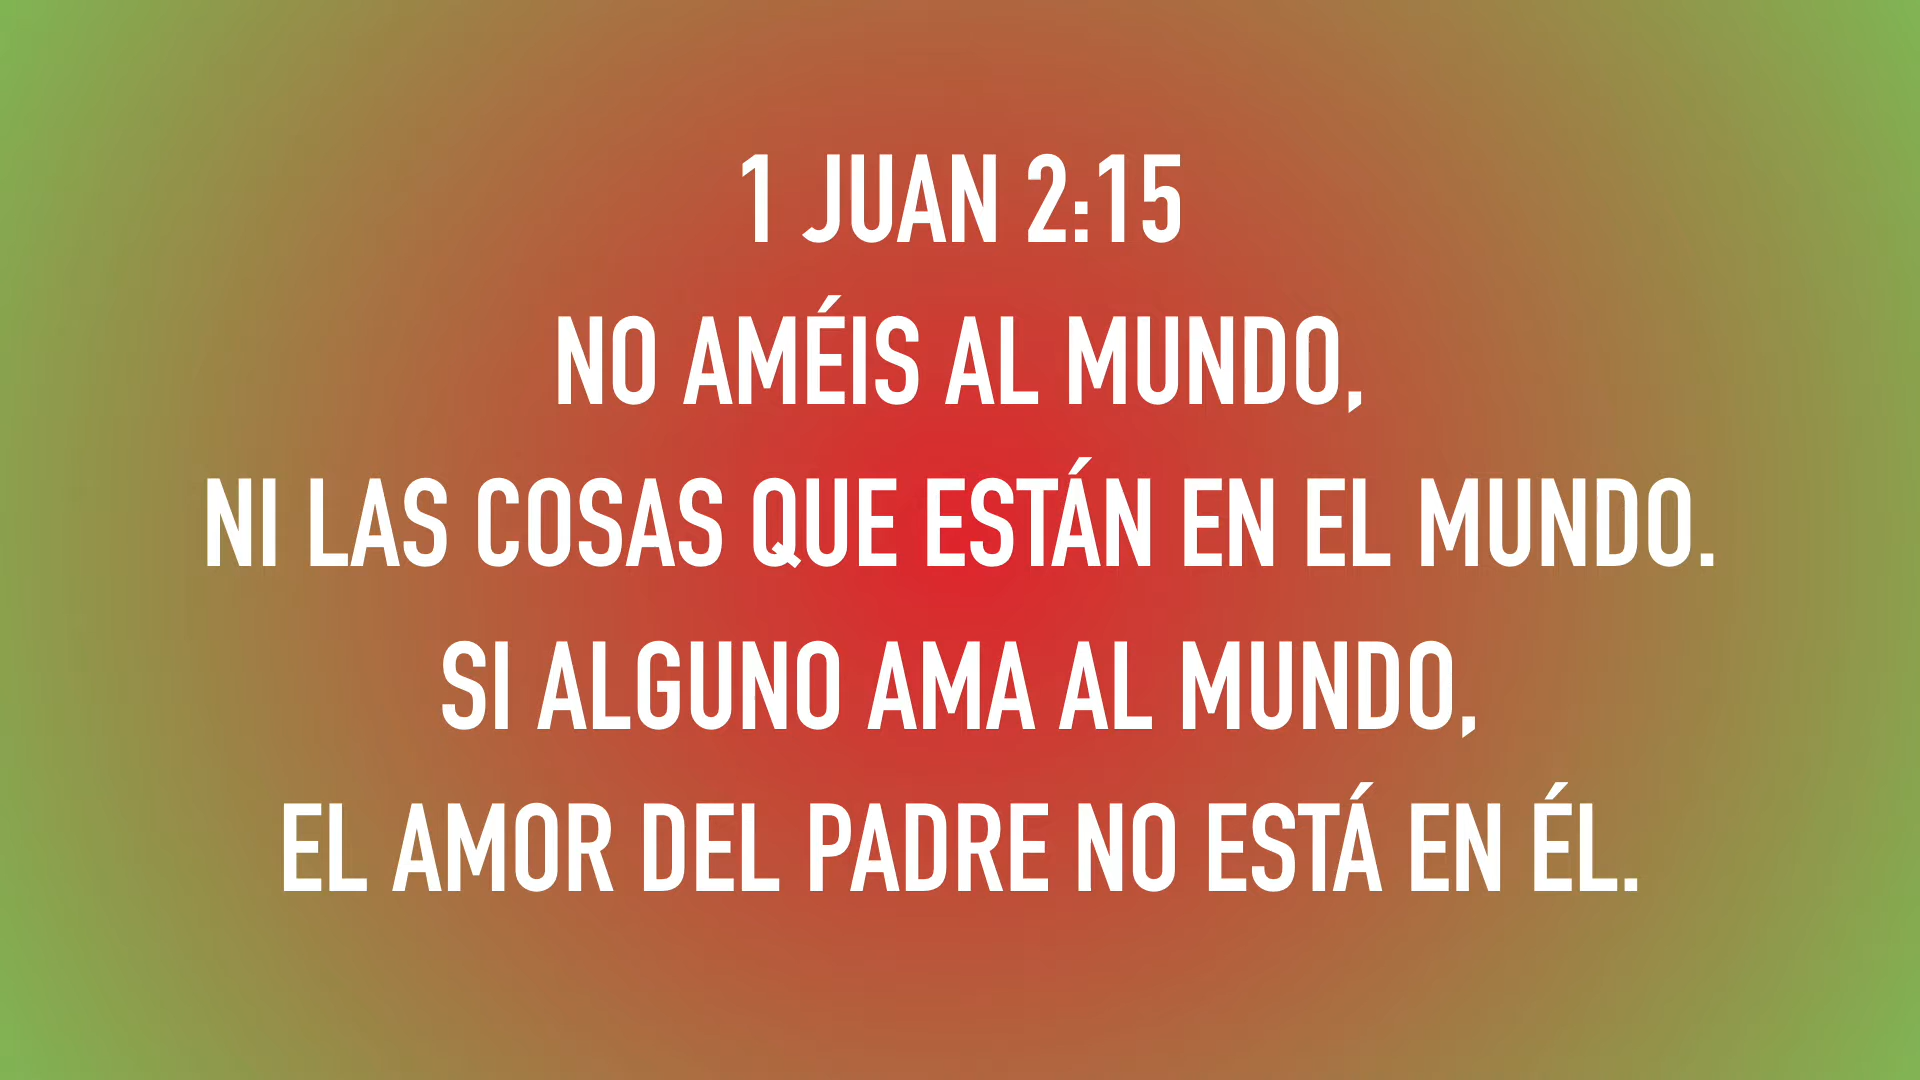 1 JUAN 2:15
NO AMÉIS AL MUNDO,
NI LAS COSAS QUE ESTÁN EN EL MUNDO.
SI ALGUNO AMA AL MUNDO,
EL AMOR DEL PADRE NO ESTÁ EN ÉL.